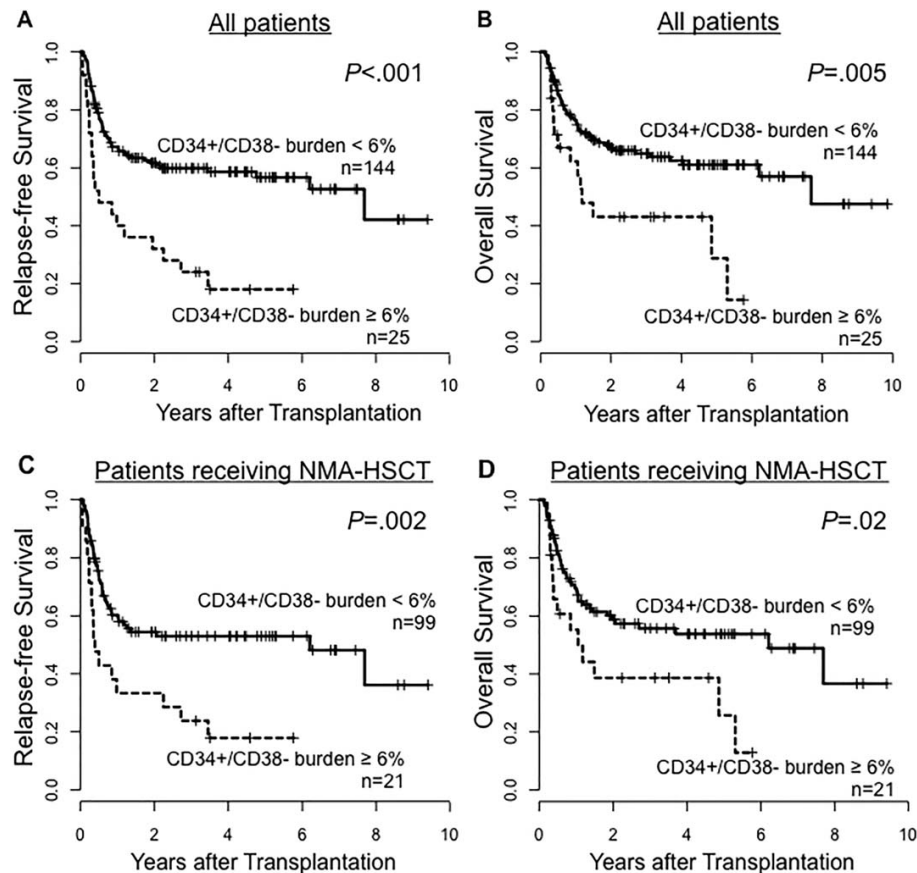 A
All patients
P<.001
Relapse-free Survival
1.0
0.8
0.6
0.4
0.2
0.0
CD34+/CD38- burden < 6%
n=144
CD34+/CD38- burden ≥ 6%
n=25
0 2 4 6 8 10
Years after Transplantation
B
All patients
P=.005
Overall Survival
1.0
0.8
0.6
0.4
0.2
0.0
CD34+/CD38- burden < 6%
n=144
CD34+/CD38- burden ≥ 6%
n=25
0 2 4 6 8 10
Years after Transplantation
C
Patients receiving NMA-HSCT
P=.002
Relapse-free Survival
1.0
0.8
0.6
0.4
0.2
0.0
CD34+/CD38- burden < 6%
n=99
CD34+/CD38- burden ≥ 6%
n=21
0 2 4 6 8 10
Years after Transplantation
D
Patients receiving NMA-HSCT
P=.02
Overall Survival
1.0
0.8
0.6
0.4
0.2
0.0
CD34+/CD38- burden < 6%
n=99
CD34+/CD38- burden ≥ 6%
n=21
0 2 4 6 8 10
Years after Transplantation